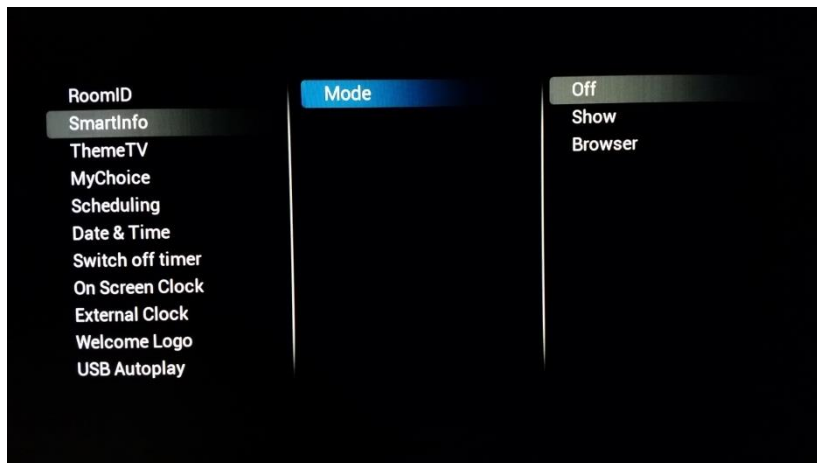 RoomID
SmartInfo
ThemeTV
MyChoice
Scheduling
Date & Time
Switch off timer
On Screen Clock
External Clock
Welcome Logo
USB Autoplay
Mode
Off
Show
Browser